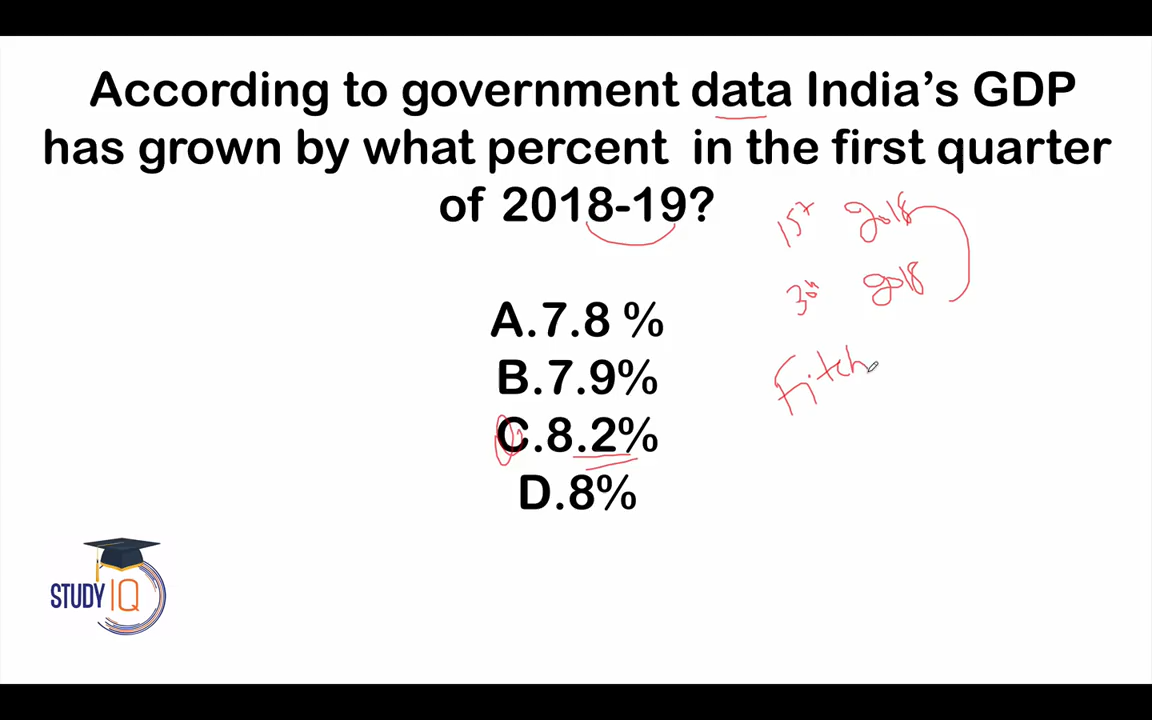 According to government data India's GDP
has grown by what percent in the first quarter
of 2018-19?
1st 2018
3rd 2018
A.7.8 %
B.7.9%
Fitch
C.8.2%
D.8%
STUDY IQ